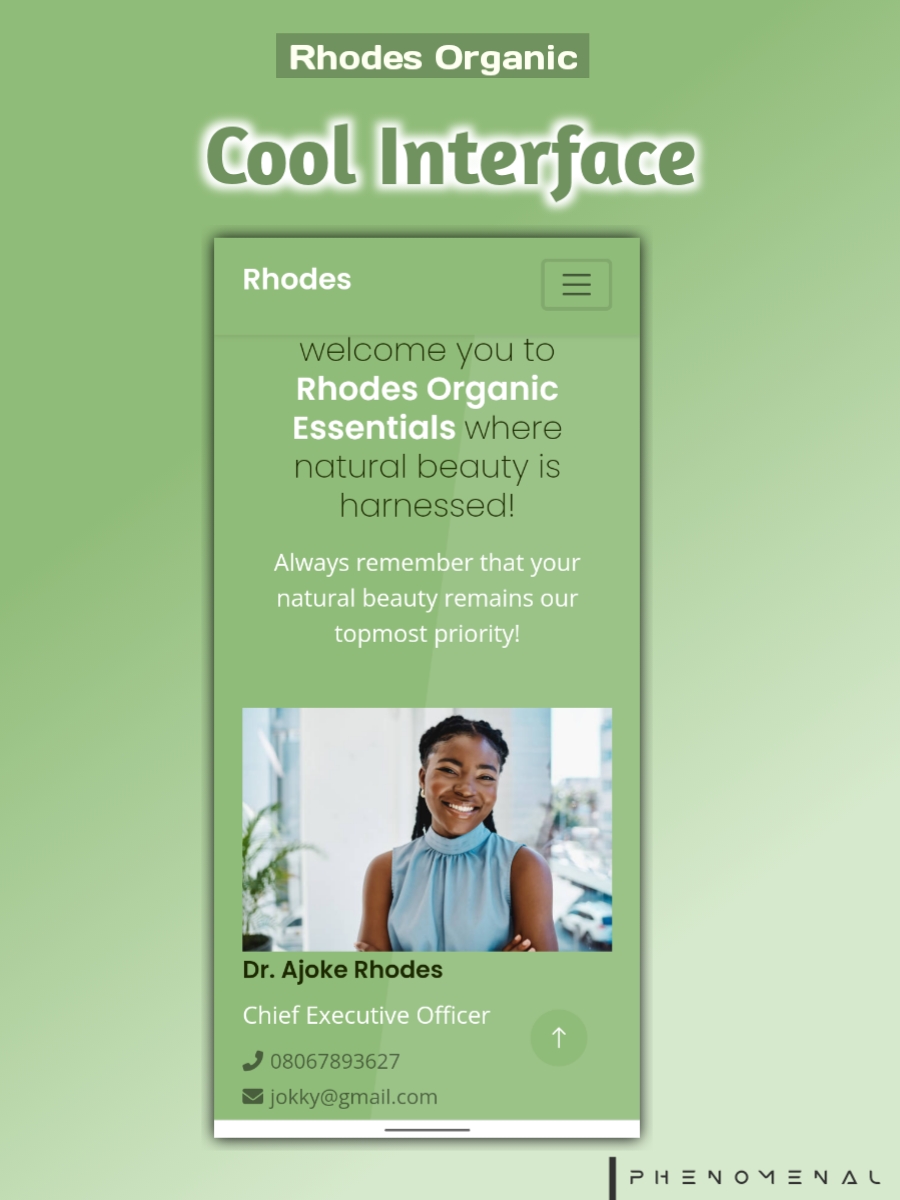 Rhodes Organic
Cool Interface
Rhodes
welcome you to
Rhodes Organic
Essentials where
natural beauty is
harnessed!
Always remember that your
natural beauty remains our
topmost priority!
Dr. Ajoke Rhodes
Chief Executive Officer
08067893627
jokky@gmail.com
PHENOMENAL